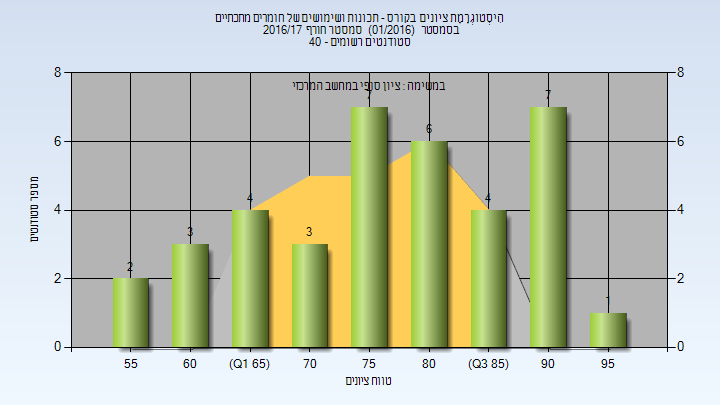 היסטוגרמת ציונים בקורס - תכונות ושימושים של חומרים מתכתיים
בסמסטר (01/2016) סמסטר חורף 2016/17
סטודנטים רשומים - 40
במשימה : ציון סופי במחשב המרכזי
8 8
6 6
4 4
2 2
0 0
מספר סטודנטים
2 3 4 3 7 6 4 7 1
55 60 (Q1 65) 70 75 80 (Q3 85) 90 95
טווח ציונים